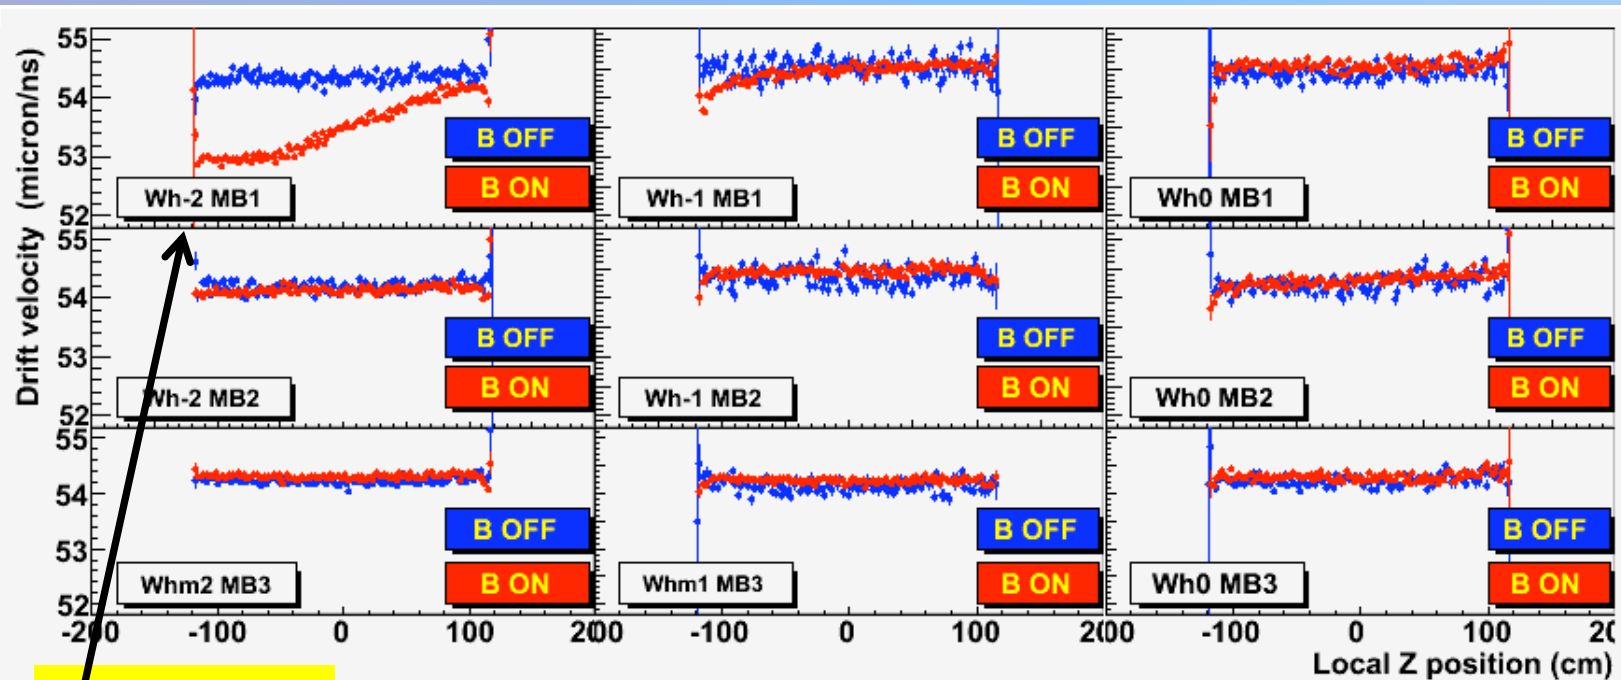 Drift velocity (micron/ns)
55
54
53
52
B OFF
B ON
Wh-2 MB1
B OFF
B ON
Wh-1 MB1
B OFF
B ON
Wh0 MB1
55
54
53
52
B OFF
B ON
Wh-2 MB2
B OFF
B ON
Wh-1 MB2
B OFF
B ON
Wh0 MB2
55
54
53
52
B OFF
B ON
Whm2 MB3
B OFF
B ON
Whm1 MB3
B OFF
B ON
Wh0 MB3
-200 -100 0 100 -100 0 100 -100 0 100
Local Z position (cm)